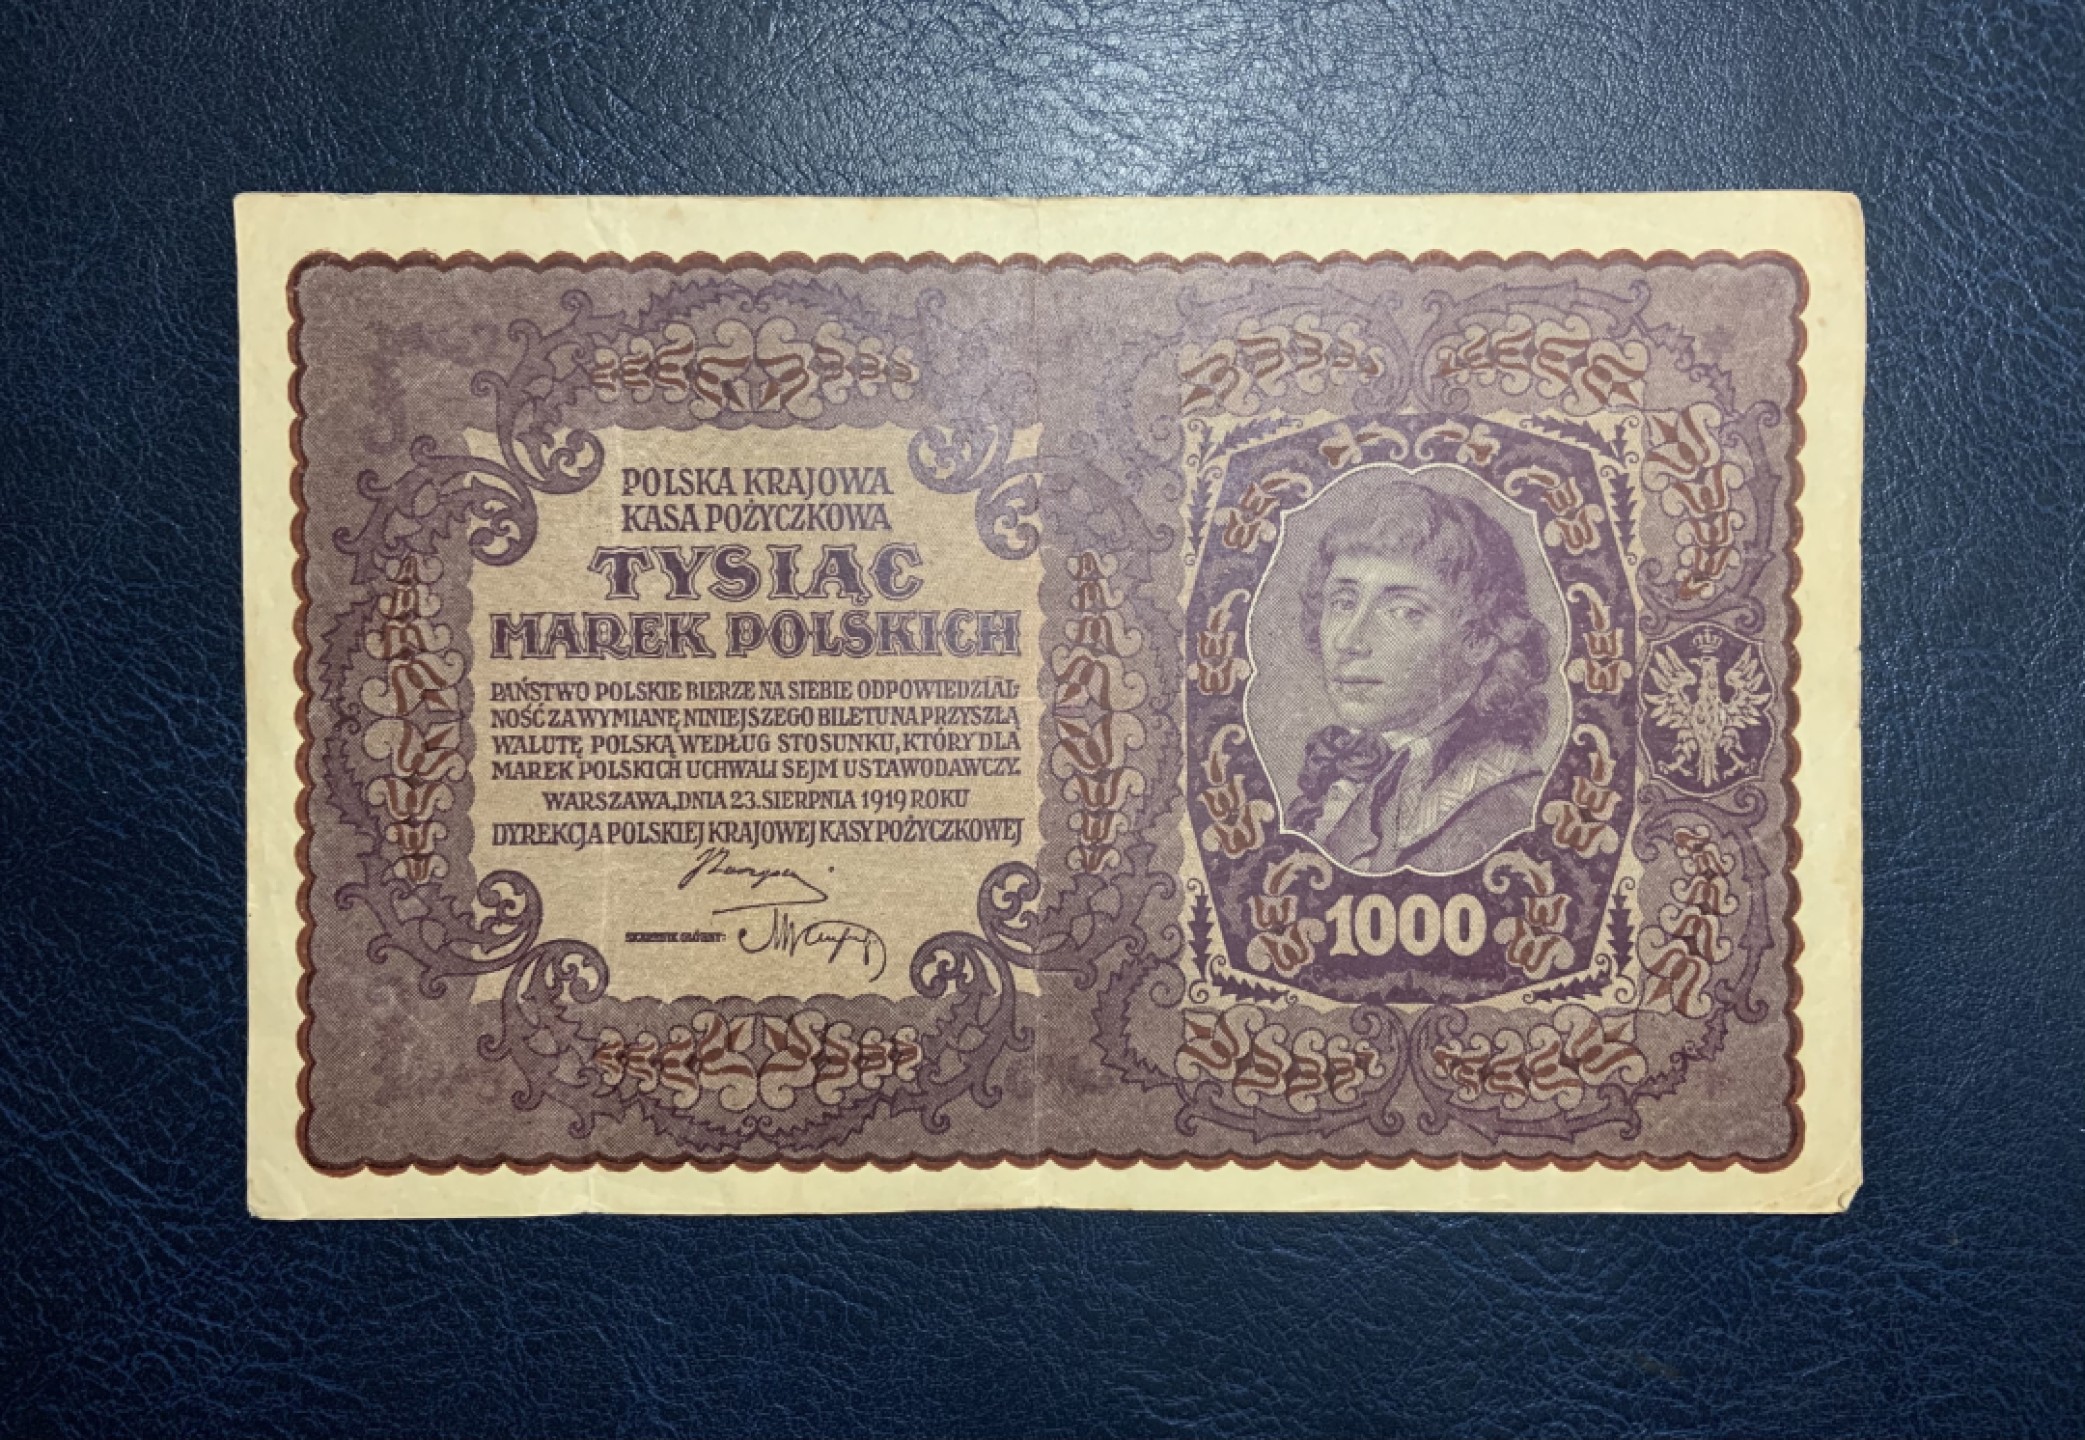 POLSKA KRAJOWA
KASA POŻYCZKOWA
TYSIĄC
MAREK POLSKICH
PAŃSTWO POLSKIE BIERZE NA SIEBIE ODPOWIEDZIAL-
NOŚĆ ZA WYMIANĘ NINIEJSZEGO BILETU NA PRZYSZŁĄ
WALUTĘ POLSKĄ WEDŁUG STOSUNKU, KTÓRY DLA
MAREK POLSKICH UCHWALI SEJM USTAWODAWCZY.
WARSZAWA, DNIA 23. SIERPNIA 1919 ROKU
DYREKCJA POLSKIEJ KRAJOWEJ KASY POŻYCZKOWEJ
SKARBNIK GŁÓWNY:
1000